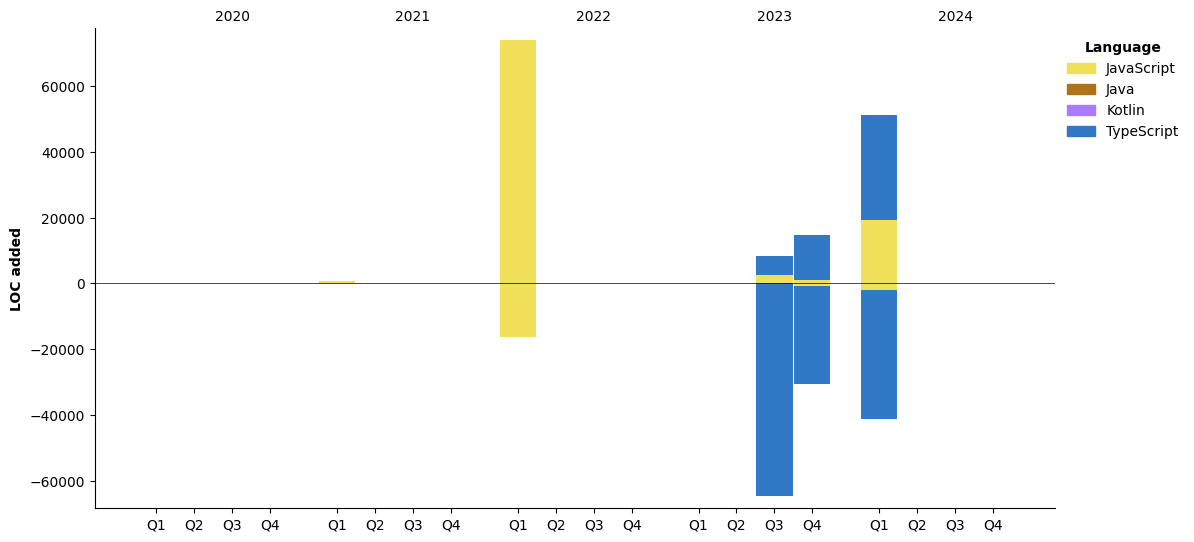 2020 2021 2022 2023 2024
Language
JavaScript
Java
Kotlin
TypeScript
LOC added
60000
40000
20000
0
−20000
−40000
−60000
Q1 Q2 Q3 Q4 Q1 Q2 Q3 Q4 Q1 Q2 Q3 Q4 Q1 Q2 Q3 Q4 Q1 Q2 Q3 Q4